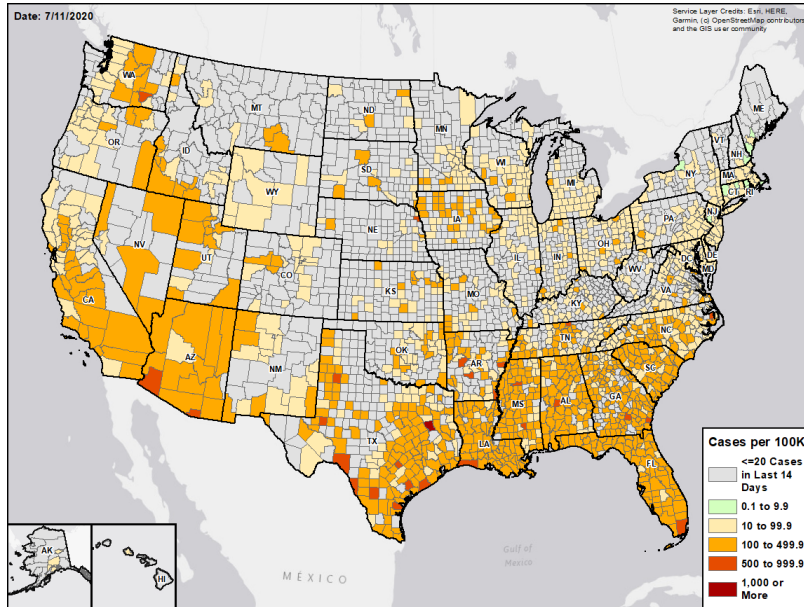 Date: 7/11/2020
Service Layer Credits: Esri, HERE,
Garmin, (c) OpenStreetMap contributors
and the GIS user community
WA
MT
ND
MN
ME
OR
ID
SD
WI
MI
VT
NH
NY
MA
CT
RI
WY
IA
NE
PA
NJ
NV
UT
CO
IL
IN
OH
DC
DE
MD
WV
CA
KS
MO
KY
VA
AZ
NM
OK
AR
TN
NC
SC
MS
AL
GA
TX
LA
FL
Cases per 100K
<=20 Cases
in Last 14
Days
0.1 to 9.9
10 to 99.9
100 to 499.9
500 to 999.9
1,000 or
More
AK
HI
Gulf of
Mexico
MÉXICO